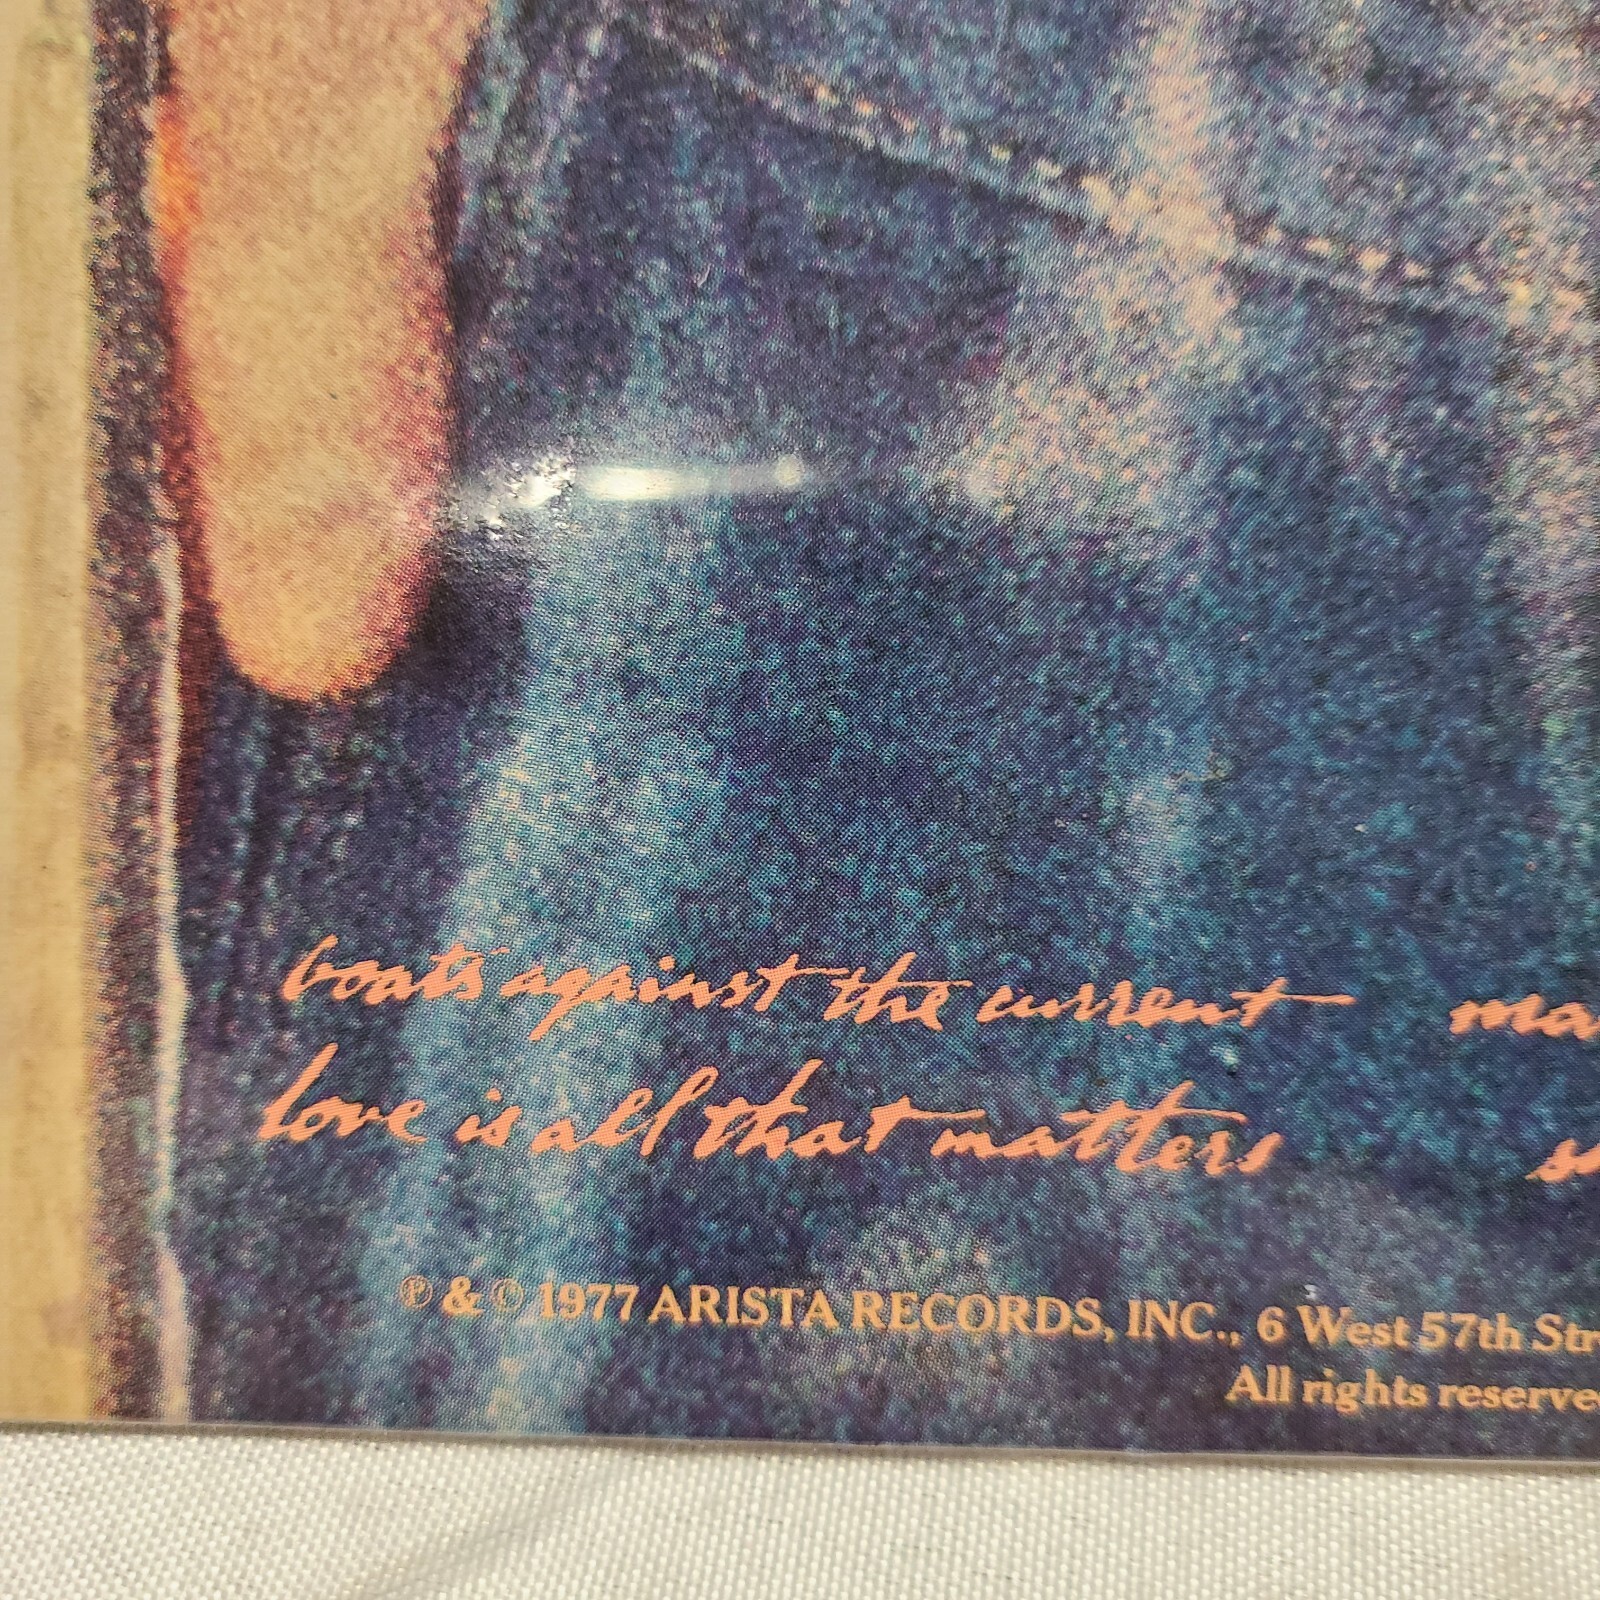 boats against the current ma
love is all that matters s
℗ & © 1977 ARISTA RECORDS, INC., 6 West 57th Str
All rights reserve